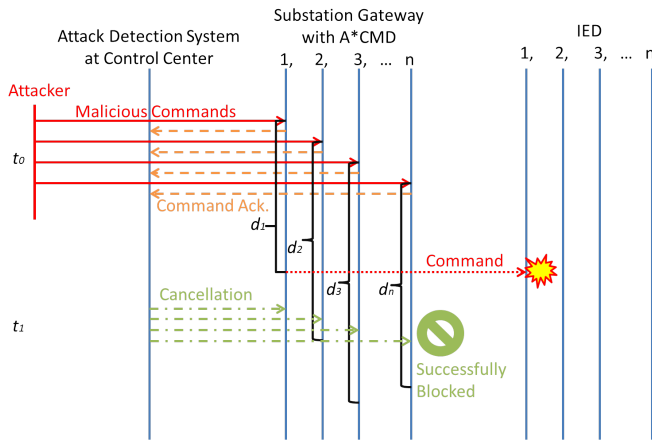 Substation Gateway
with A*CMD
IED
Attack Detection System
at Control Center
1, 2, 3, ... n
1, 2, 3, ... n
Attacker
Malicious Commands
t0
Command Ack.
d1
d2
d3
dn
Command
Cancellation
t1
Successfully
Blocked